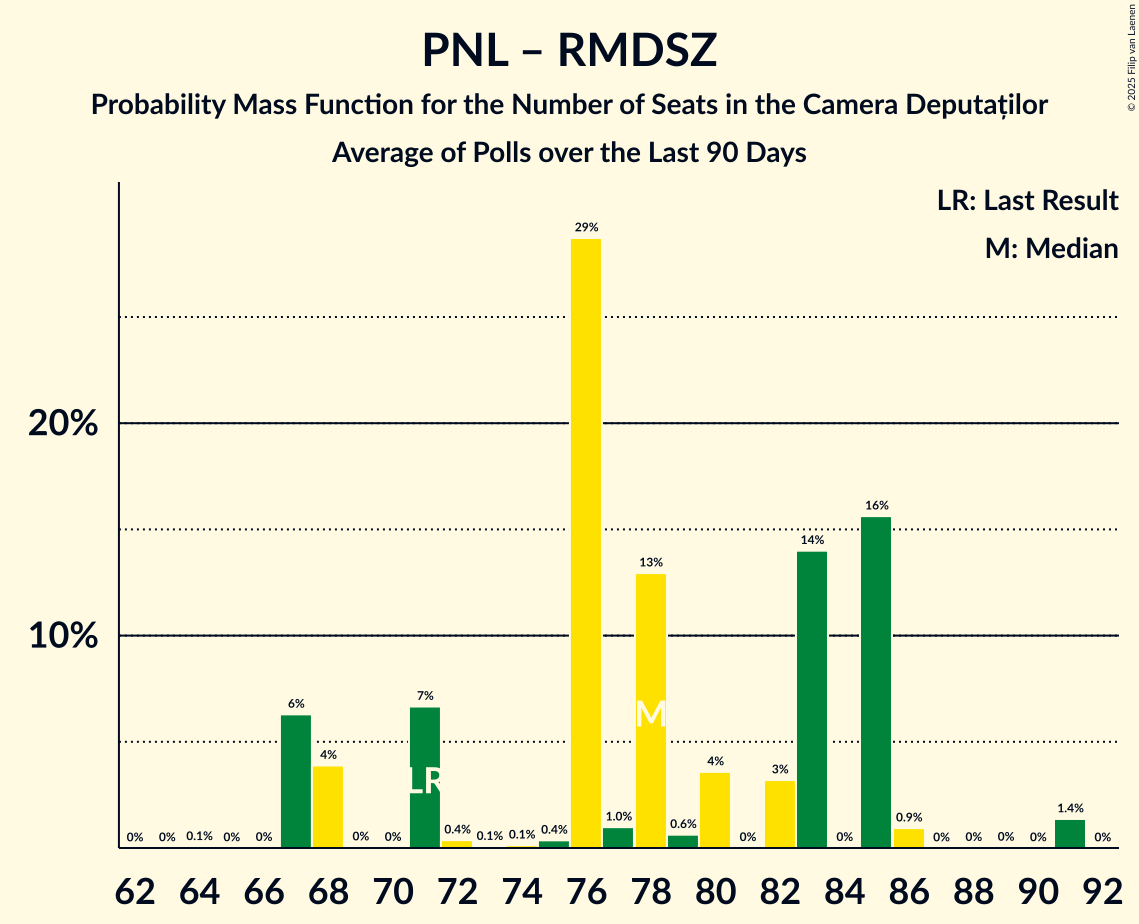 PNL – RMDSZ
Probability Mass Function for the Number of Seats in the Camera Deputaților
Average of Polls over the Last 90 Days
© 2025 Filip van Laenen
LR: Last Result
M: Median
20%
10%
0% 0% 0.1% 0% 0% 6% 4% 0% 0% 7% 0.4% 0.1% 0.1% 0.4% 29% 1.0% 13% 0.6% 4% 0% 3% 14% 0% 16% 0.9% 0% 0% 0% 0% 1.4% 0%
LR
M
62 64 66 68 70 72 74 76 78 80 82 84 86 88 90 92